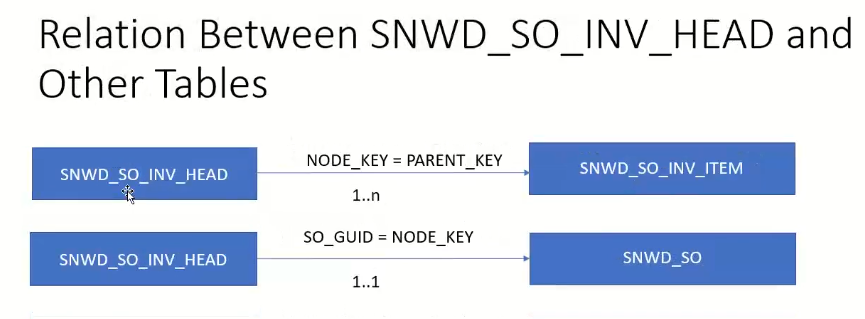 Relation Between SNWD_SO_INV_HEAD and
Other Tables
SNWD_SO_INV_HEAD
NODE_KEY = PARENT_KEY
1..n
SNWD_SO_INV_ITEM
SNWD_SO_INV_HEAD
SO_GUID = NODE_KEY
1..1
SNWD_SO